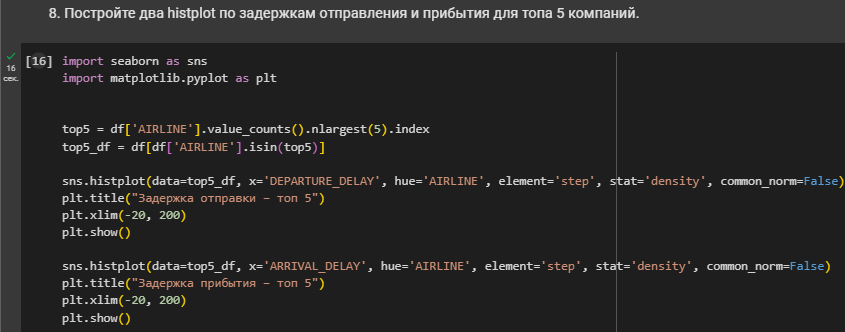 8. Постройте два histplot по задержкам отправления и прибытия для топа 5 компаний.
[16]
16
сек.
import seaborn as sns
import matplotlib.pyplot as plt
top5 = df['AIRLINE'].value_counts().nlargest(5).index
top5_df = df[df['AIRLINE'].isin(top5)]
sns.histplot(data=top5_df, x='DEPARTURE_DELAY', hue='AIRLINE', element='step', stat='density', common_norm=False)
plt.title("Задержка отправки – топ 5")
plt.xlim(-20, 200)
plt.show()
sns.histplot(data=top5_df, x='ARRIVAL_DELAY', hue='AIRLINE', element='step', stat='density', common_norm=False)
plt.title("Задержка прибытия – топ 5")
plt.xlim(-20, 200)
plt.show()